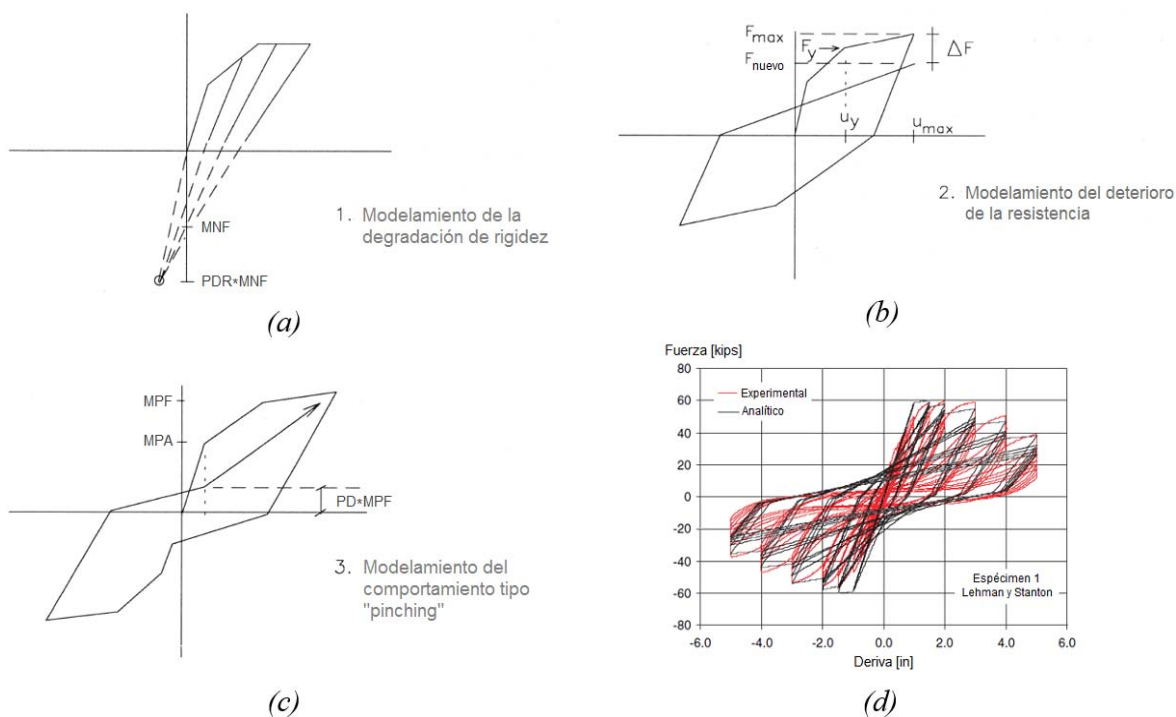 MNF
PDR*MNF
1. Modelamiento de la
degradación de rigidez
(a)
Fmax
Fy
Fnuevo
ΔF
uy
umax
2. Modelamiento del deterioro
de la resistencia
(b)
MPF
MPA
PD*MPF
3. Modelamiento del
comportamiento tipo
"pinching"
(c)
Fuerza [kips]
80
60
40
20
0
-20
-40
-60
-80
Experimental
Analítico
Espécimen 1
Lehman y Stanton
-6.0 -4.0 -2.0 0.0 2.0 4.0 6.0
Deriva [in]
(d)